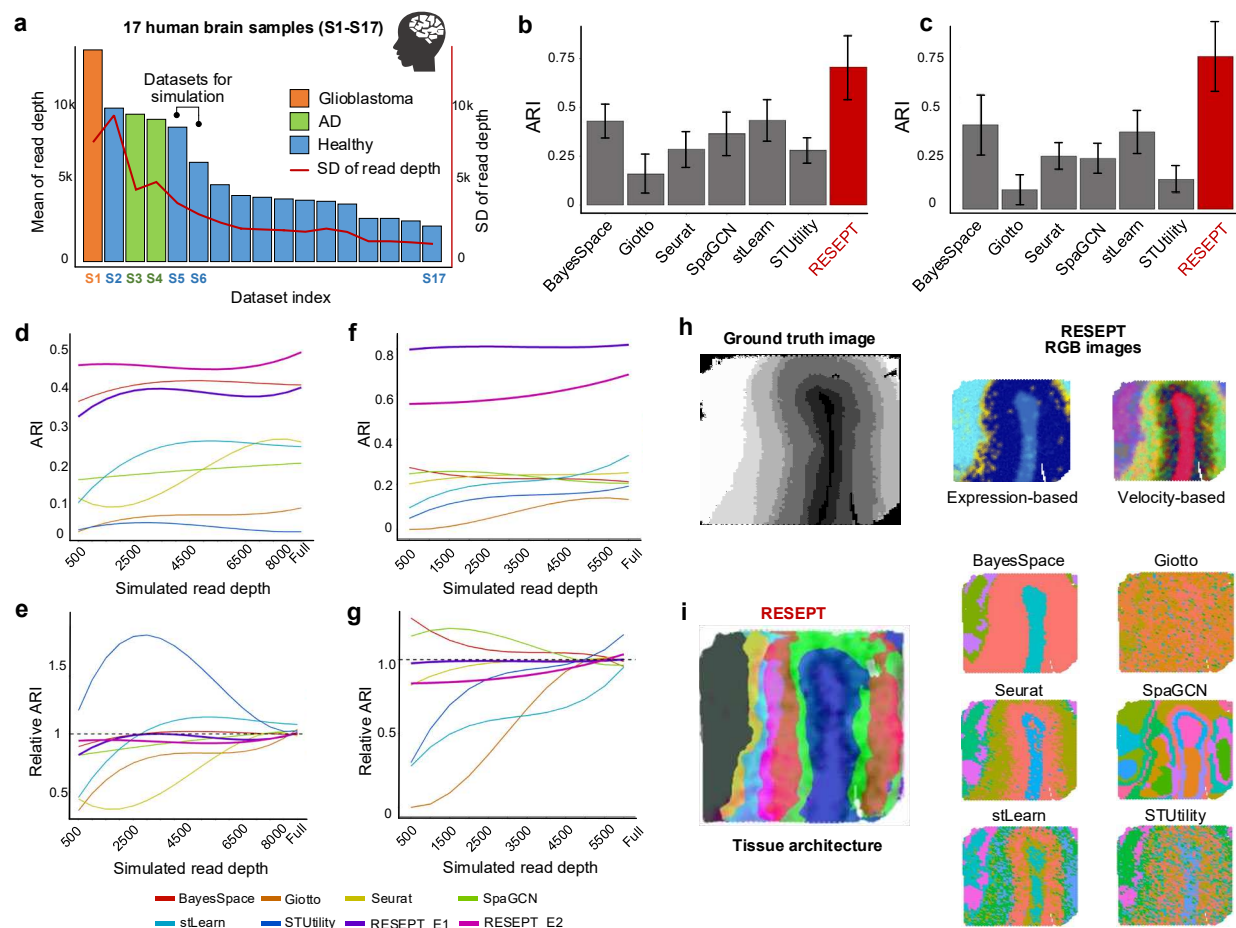 a
17 human brain samples (S1-S17)
Datasets for
simulation
Glioblastoma
AD
Healthy
SD of read depth
Mean of read depth
10k
5k
0
SD of read depth
10k
5k
0
S1 S2 S3 S4 S5 S6 S17
Dataset index
b
ARI
0.75
0.5
0.25
0
BayesSpace
Giotto
Seurat
SpaGCN
stLearn
STUtility
RESEPT
c
ARI
0.75
0.5
0.25
0
BayesSpace
Giotto
Seurat
SpaGCN
stLearn
STUtility
RESEPT
d
ARI
0.5
0.4
0.3
0.2
0.1
0
500 2500 4500 6500 8000 Full
Simulated read depth
f
ARI
0.8
0.6
0.4
0.2
0
500 1500 3500 4500 5500 Full
Simulated read depth
e
Relative ARI
1.5
1
0.5
500 2500 4500 6500 8000 Full
Simulated read depth
g
Relative ARI
1.0
0.5
0
500 1500 2500 3500 4500 5500 Full
Simulated read depth
BayesSpace Giotto Seurat SpaGCN
stLearn STUtility RESEPT_E1 RESEPT_E2
h
Ground truth image
RESEPT
RGB images
Expression-based
Velocity-based
i
RESEPT
Tissue architecture
BayesSpace
Giotto
Seurat
SpaGCN
stLearn
STUtility